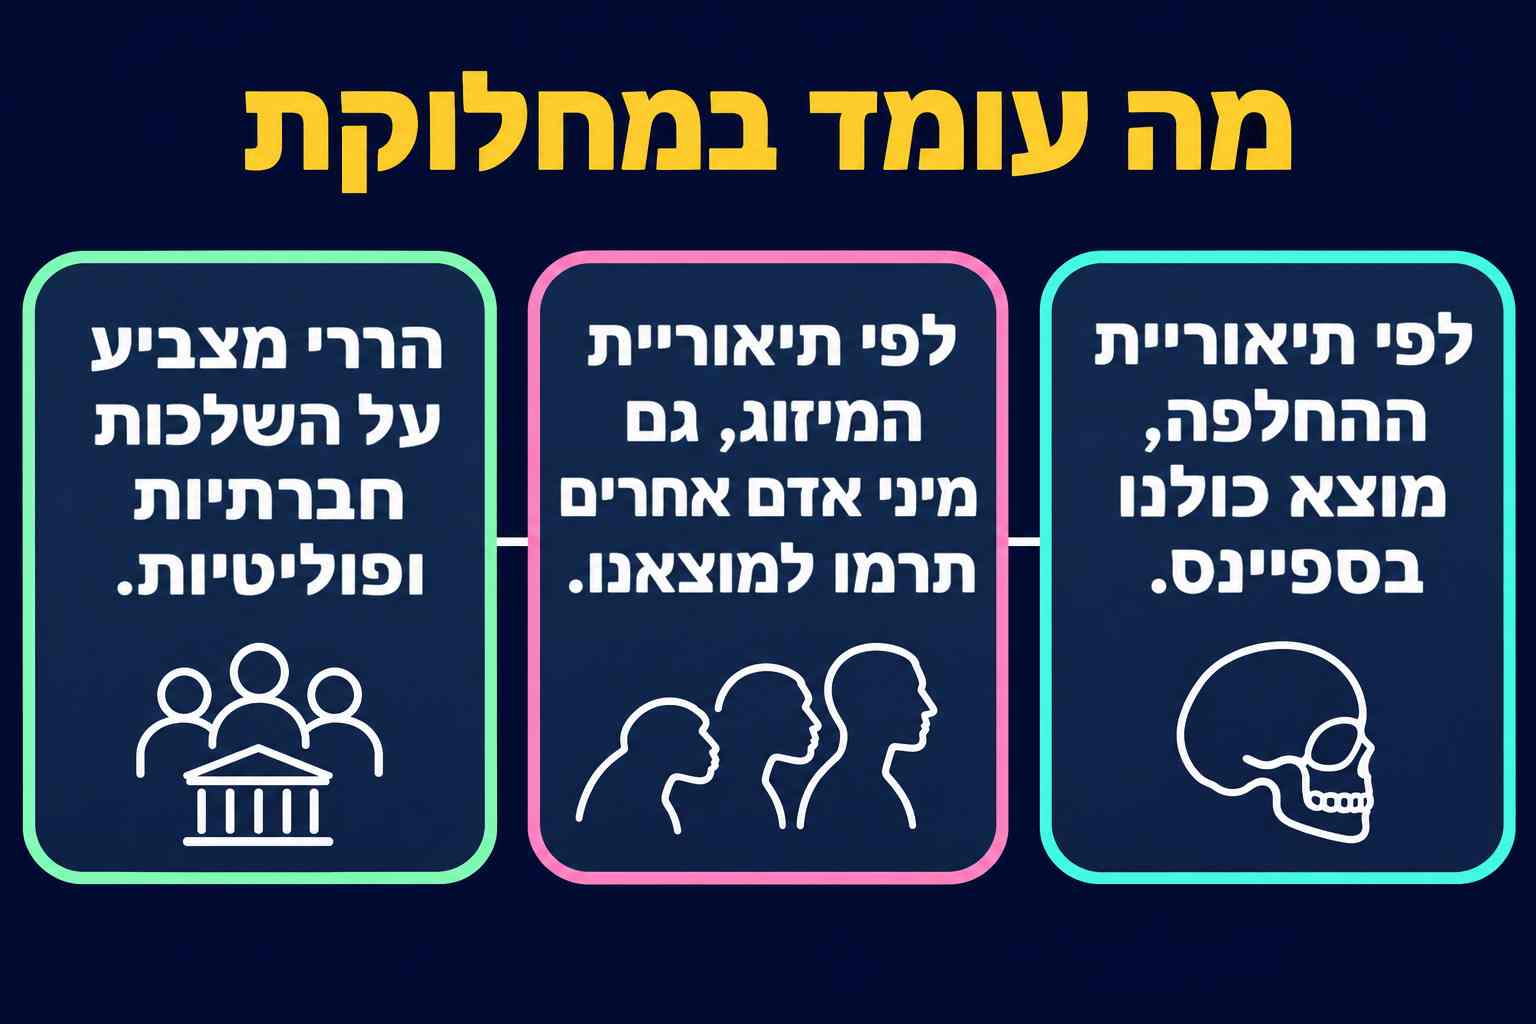 מה עומד במחלוקת
לפי תיאוריית
ההחלפה,
מוצא כולנו
בספיינס.
לפי תיאוריית
המיזוג, גם
מיני אדם אחרים
תרמו למוצאנו.
הררי מצביע
על השלכות
חברתיות
ופוליטיות.